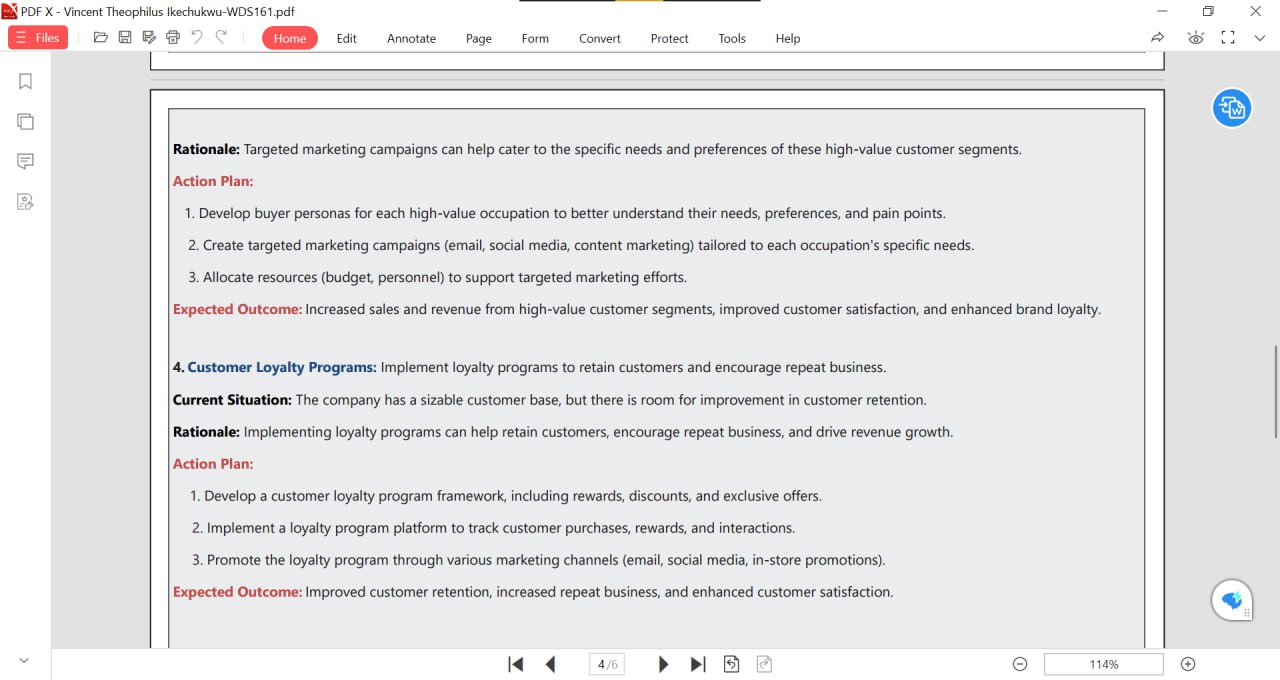 PDF X - Vincent Theophilus Ikechukwu-WDS161.pdf
Files Home Edit Annotate Page Form Convert Protect Tools Help
Rationale: Targeted marketing campaigns can help cater to the specific needs and preferences of these high-value customer segments.
Action Plan:
1. Develop buyer personas for each high-value occupation to better understand their needs, preferences, and pain points.
2. Create targeted marketing campaigns (email, social media, content marketing) tailored to each occupation's specific needs.
3. Allocate resources (budget, personnel) to support targeted marketing efforts.
Expected Outcome: Increased sales and revenue from high-value customer segments, improved customer satisfaction, and enhanced brand loyalty.
4. Customer Loyalty Programs: Implement loyalty programs to retain customers and encourage repeat business.
Current Situation: The company has a sizable customer base, but there is room for improvement in customer retention.
Rationale: Implementing loyalty programs can help retain customers, encourage repeat business, and drive revenue growth.
Action Plan:
1. Develop a customer loyalty program framework, including rewards, discounts, and exclusive offers.
2. Implement a loyalty program platform to track customer purchases, rewards, and interactions.
3. Promote the loyalty program through various marketing channels (email, social media, in-store promotions).
Expected Outcome: Improved customer retention, increased repeat business, and enhanced customer satisfaction.
4/6 114%